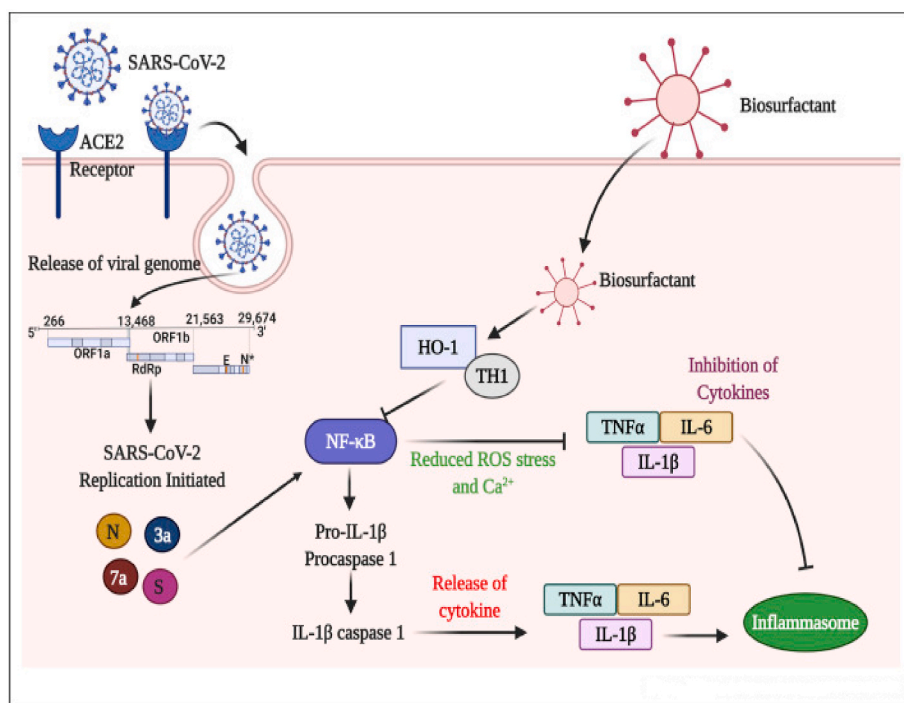 SARS-CoV-2
ACE2
Receptor
Biosurfactant
Release of viral genome
Biosurfactant
266
13,468
21,563
29,674
5'
3'
ORF1a
ORF1b
RdRp
E
N*
HO-1
TH1
Inhibition of
Cytokines
SARS-CoV-2
Replication Initiated
NF-κB
Reduced ROS stress
and Ca²⁺
TNFα
IL-6
IL-1β
N
3a
7a
S
Pro-IL-1β
Procaspase 1
IL-1β caspase 1
Release of
cytokine
TNFα
IL-6
IL-1β
Inflammasome